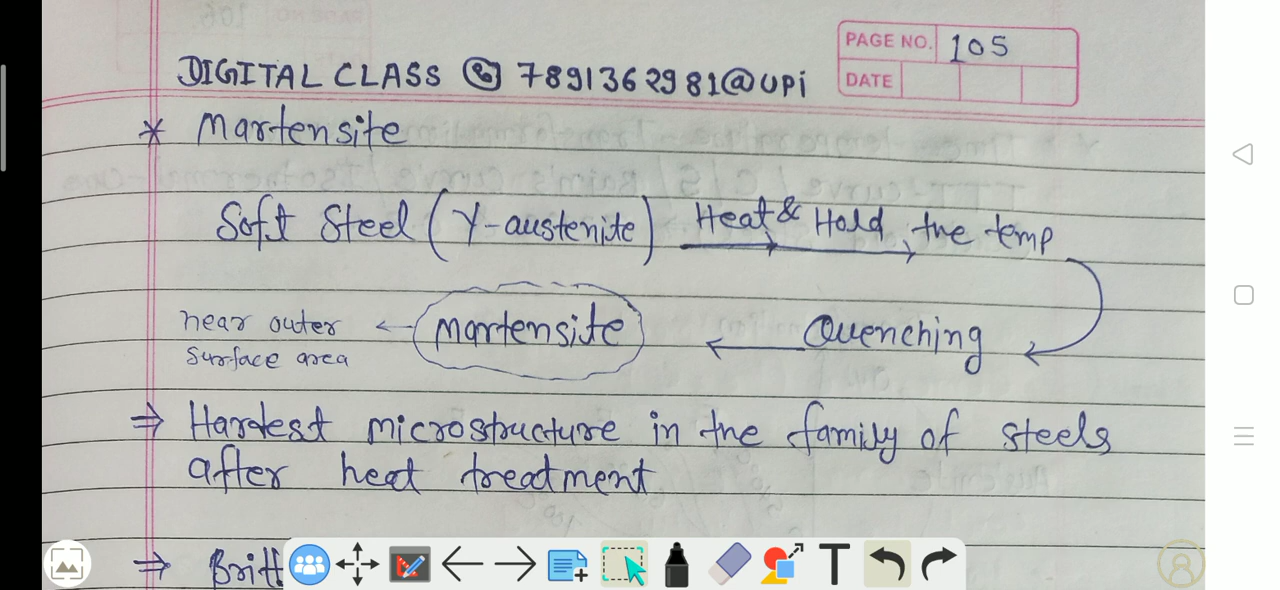 PAGE NO. 105
DIGITAL CLASS 7891362981@UPi
DATE
* Martensite
Soft Steel (γ-austenite) Heat & Hold, the temp
near outer ← Martensite ← Quenching
surface area
⇒ Hardest microstructure in the family of steels
after heat treatment
⇒ Britt
T